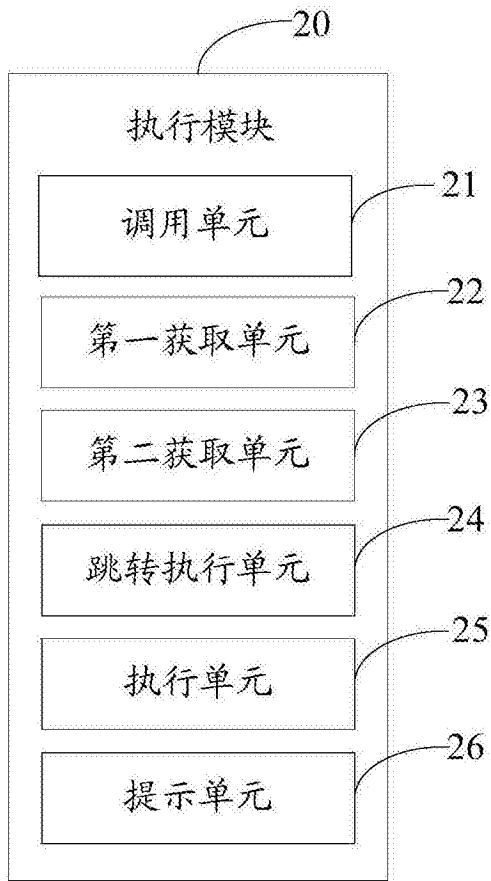 20
执行模块
调用单元
21
第一获取单元
22
第二获取单元
23
跳转执行单元
24
执行单元
25
提示单元
26